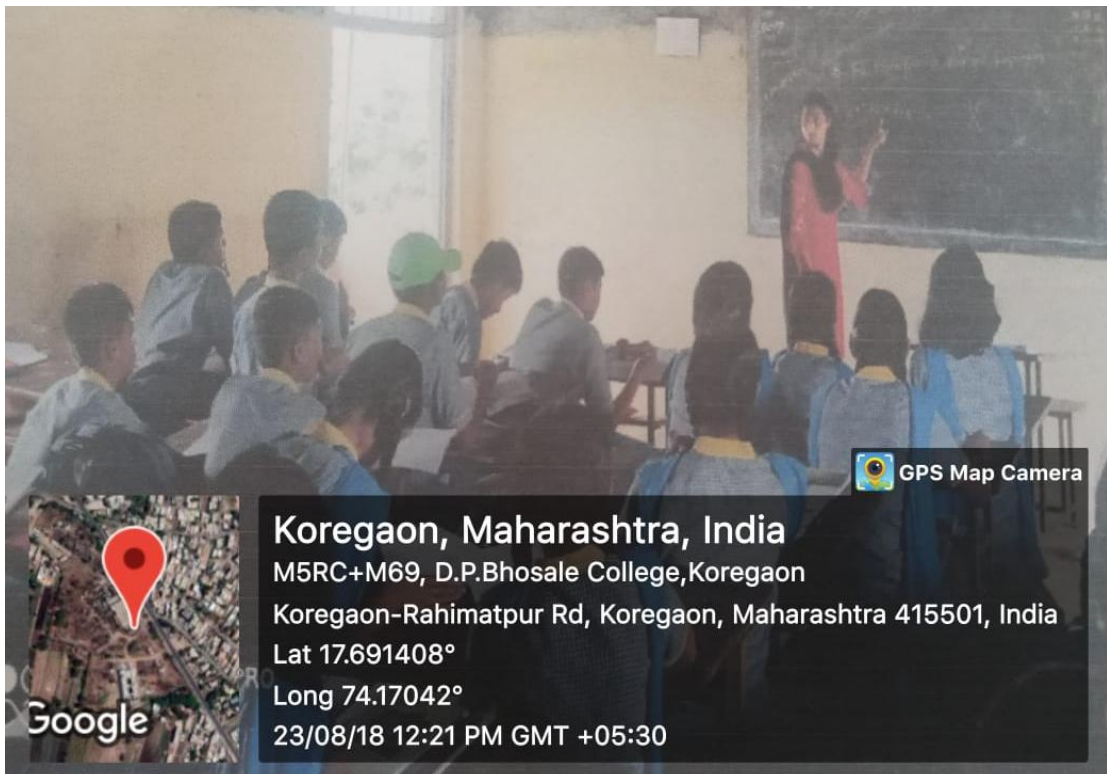 GPS Map Camera
Koregaon, Maharashtra, India
M5RC+M69, D.P.Bhosale College,Koregaon
Koregaon-Rahimatpur Rd, Koregaon, Maharashtra 415501, India
Lat 17.691408°
Long 74.17042°
23/08/18 12:21 PM GMT +05:30
Google
PRO